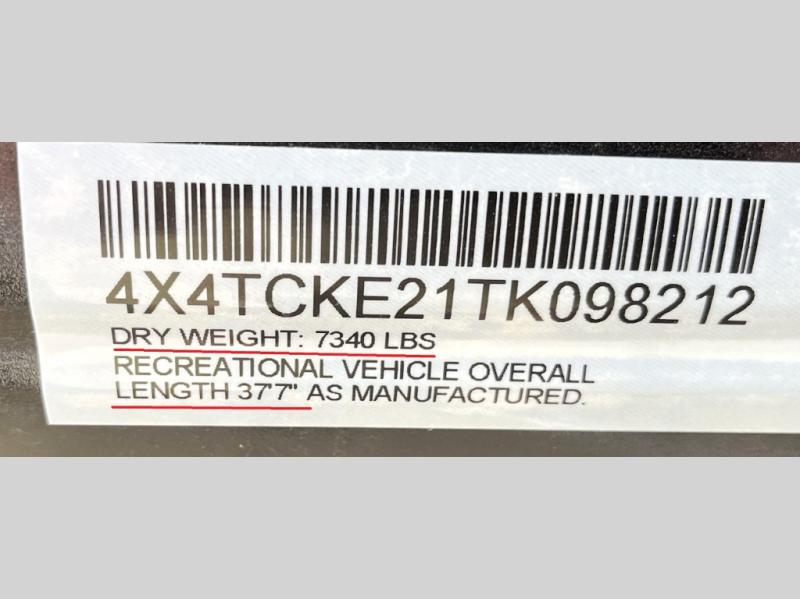 4X4TCKE21TK098212
DRY WEIGHT: 7340 LBS
RECREATIONAL VEHICLE OVERALL
LENGTH 37'7" AS MANUFACTURED.